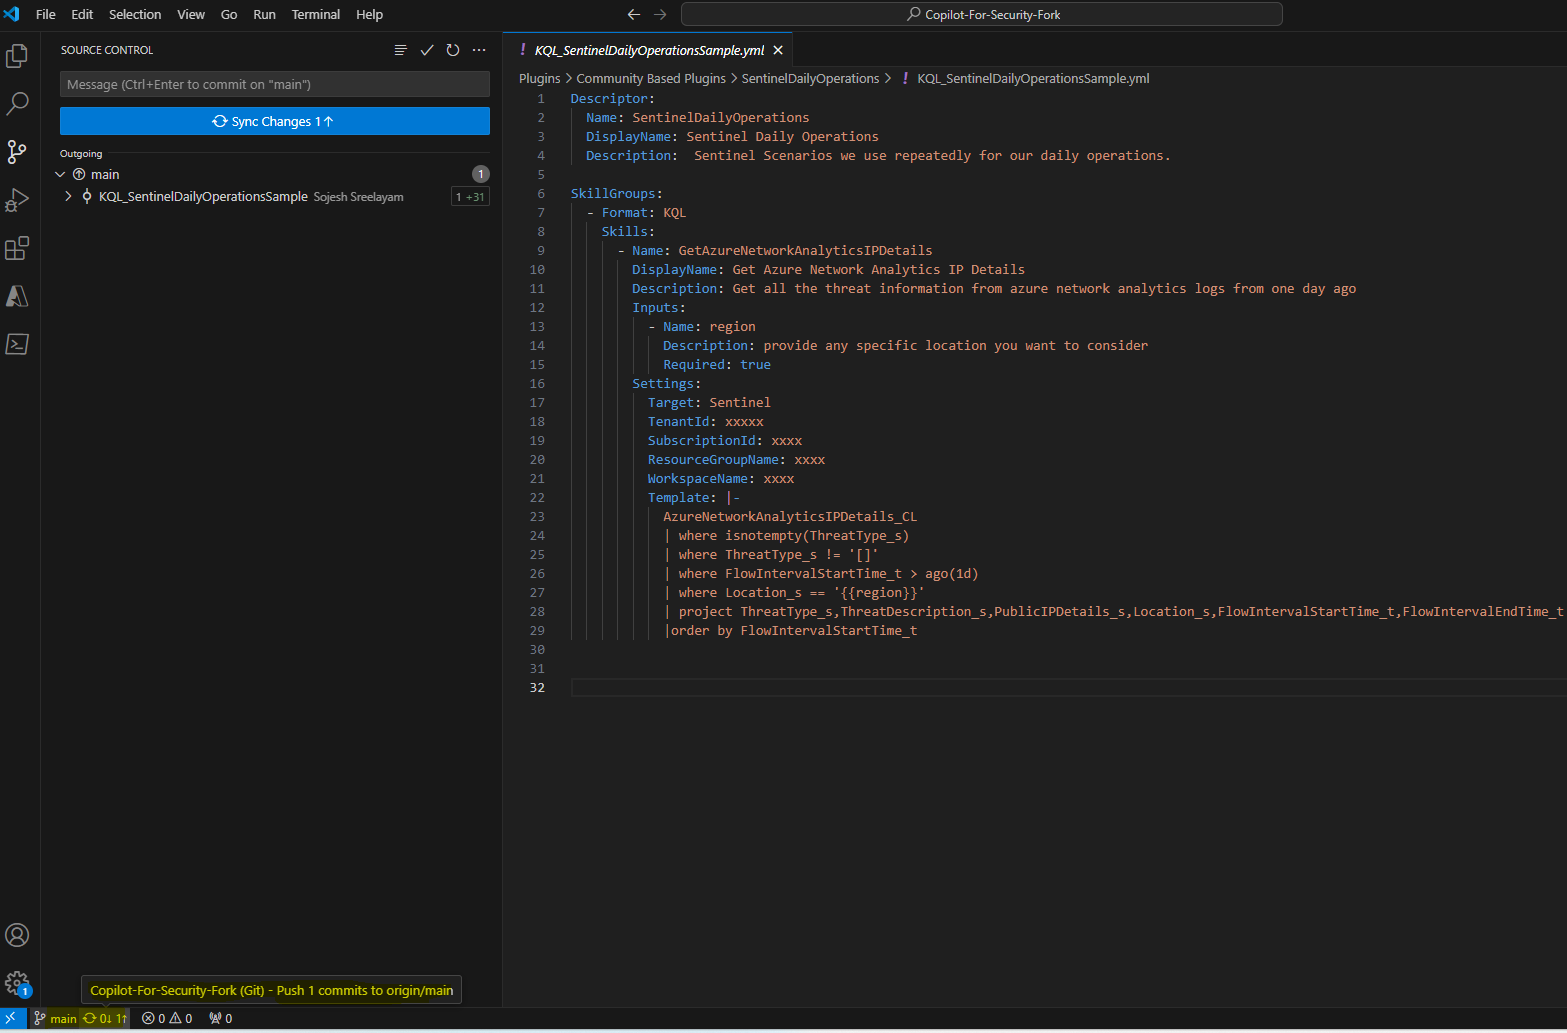 File Edit Selection View Go Run Terminal Help
Copilot-For-Security-Fork
SOURCE CONTROL
Message (Ctrl+Enter to commit on "main")
Sync Changes 1↑
Outgoing
main 1
KQL_SentinelDailyOperationsSample Sojesh Sreelayam 1 +31
! KQL_SentinelDailyOperationsSample.yml
Plugins > Community Based Plugins > SentinelDailyOperations > ! KQL_SentinelDailyOperationsSample.yml
1 Descriptor:
2 Name: SentinelDailyOperations
3 DisplayName: Sentinel Daily Operations
4 Description:  Sentinel Scenarios we use repeatedly for our daily operations.
5
6 SkillGroups:
7 - Format: KQL
8 Skills:
9 - Name: GetAzureNetworkAnalyticsIPDetails
10 DisplayName: Get Azure Network Analytics IP Details
11 Description: Get all the threat information from azure network analytics logs from one day ago
12 Inputs:
13 - Name: region
14 Description: provide any specific location you want to consider
15 Required: true
16 Settings:
17 Target: Sentinel
18 TenantId: xxxxx
19 SubscriptionId: xxxx
20 ResourceGroupName: xxxx
21 WorkspaceName: xxxx
22 Template: |-
23 AzureNetworkAnalyticsIPDetails_CL
24 | where isnotempty(ThreatType_s)
25 | where ThreatType_s != '[]'
26 | where FlowIntervalStartTime_t > ago(1d)
27 | where Location_s == '{{region}}'
28 | project ThreatType_s,ThreatDescription_s,PublicIPDetails_s,Location_s,FlowIntervalStartTime_t,FlowIntervalEndTime_t
29 |order by FlowIntervalStartTime_t
30
31
32
1
Copilot-For-Security-Fork (Git) - Push 1 commits to origin/main
main 0↓ 1↑ 0 0 0